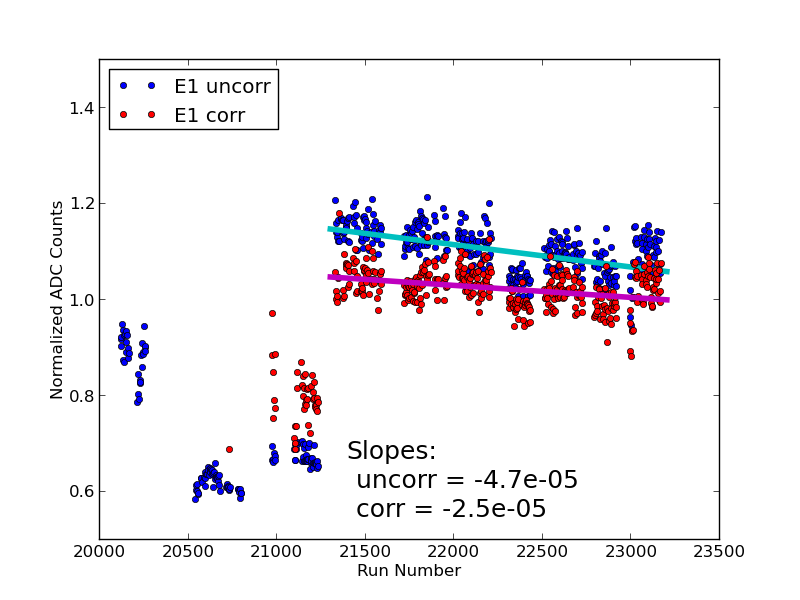 E1 uncorr
E1 corr
1.4
1.2
1.0
0.8
0.6
Normalized ADC Counts
Slopes:
uncorr = -4.7e-05
corr = -2.5e-05
20000 20500 21000 21500 22000 22500 23000 23500
Run Number